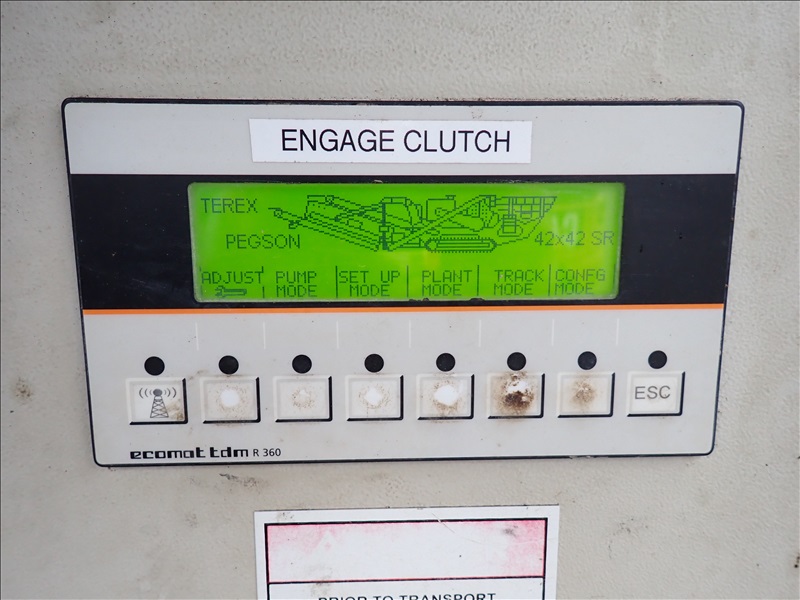 ENGAGE CLUTCH
TEREX
PEGSON
42x42 SR
ADJUST PUMP MODE SET UP MODE PLANT MODE TRACK MODE CONFG MODE
ESC
ecomat tdm R 360
PRIOR TO TRANSPORT